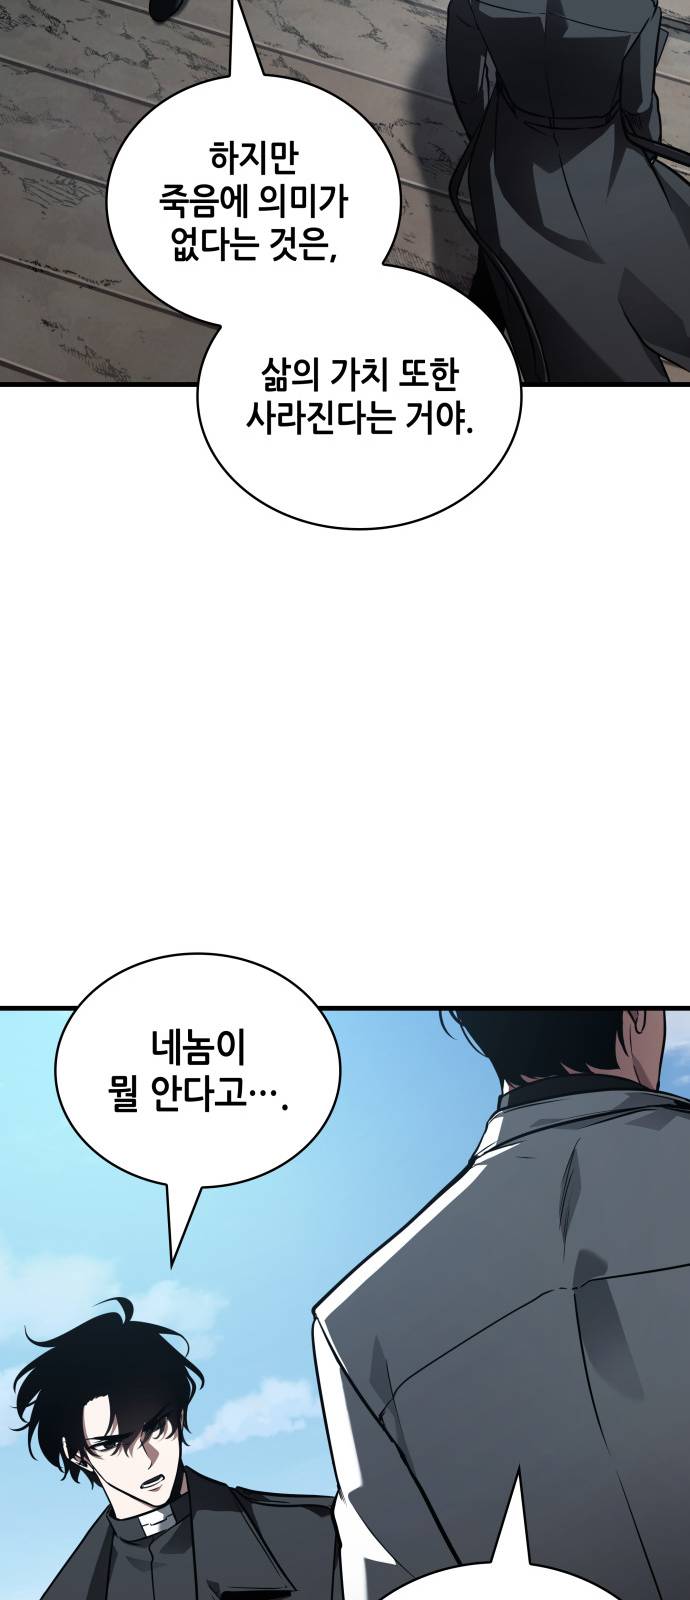 하지만
죽음에 의미가
없다는 것은,
삶의 가치 또한
사라진다는 거야.
네놈이
뭘 안다고….